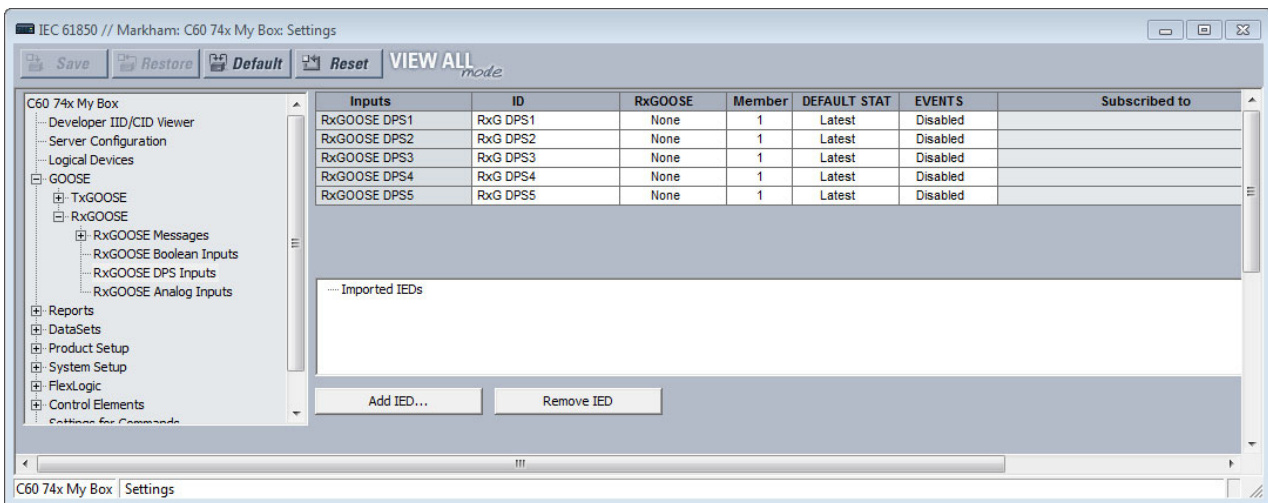 IEC 61850 // Markham: C60 74x My Box: Settings
Save Restore Default Reset VIEW ALL mode
C60 74x My Box
Developer IID/CID Viewer
Server Configuration
Logical Devices
GOOSE
TxGOOSE
RxGOOSE
RxGOOSE Messages
RxGOOSE Boolean Inputs
RxGOOSE DPS Inputs
RxGOOSE Analog Inputs
Reports
DataSets
Product Setup
System Setup
FlexLogic
Control Elements
Settings for Commands
Inputs ID RxGOOSE Member DEFAULT STAT EVENTS Subscribed to
RxGOOSE DPS1 RxG DPS1 None 1 Latest Disabled
RxGOOSE DPS2 RxG DPS2 None 1 Latest Disabled
RxGOOSE DPS3 RxG DPS3 None 1 Latest Disabled
RxGOOSE DPS4 RxG DPS4 None 1 Latest Disabled
RxGOOSE DPS5 RxG DPS5 None 1 Latest Disabled
Imported IEDs
Add IED... Remove IED
C60 74x My Box Settings